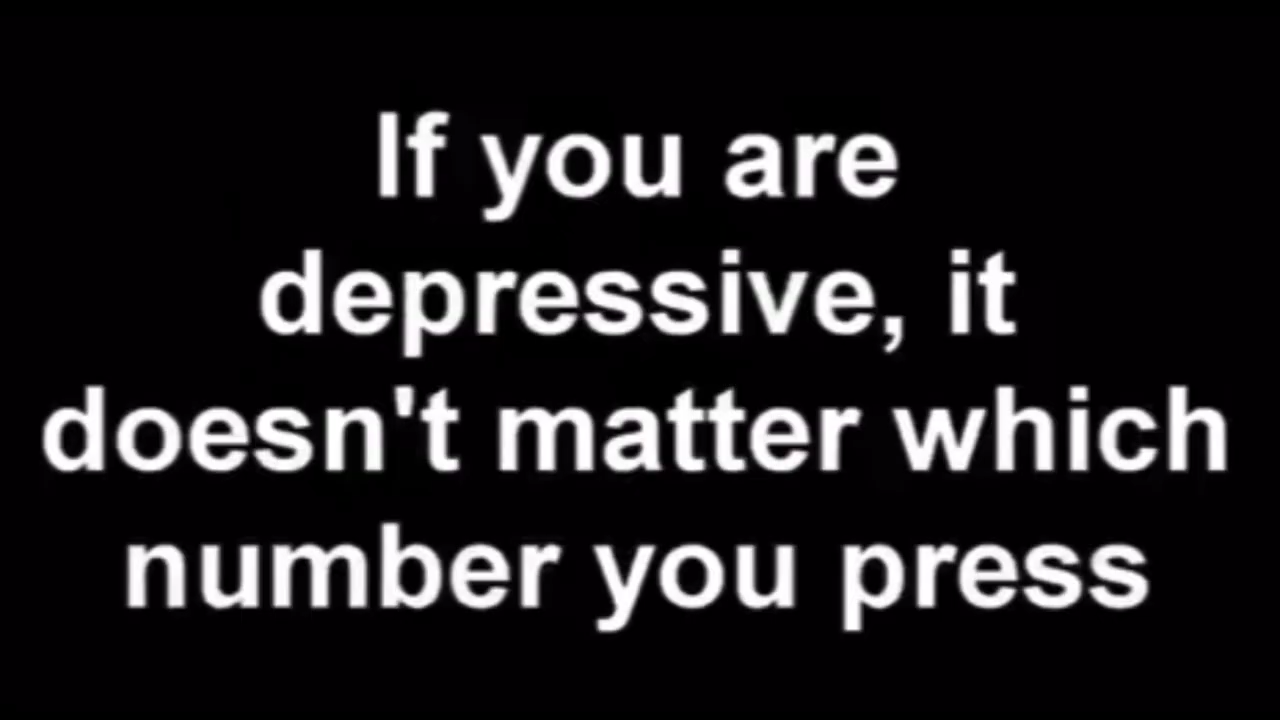 If you are
depressive, it
doesn't matter which
number you press